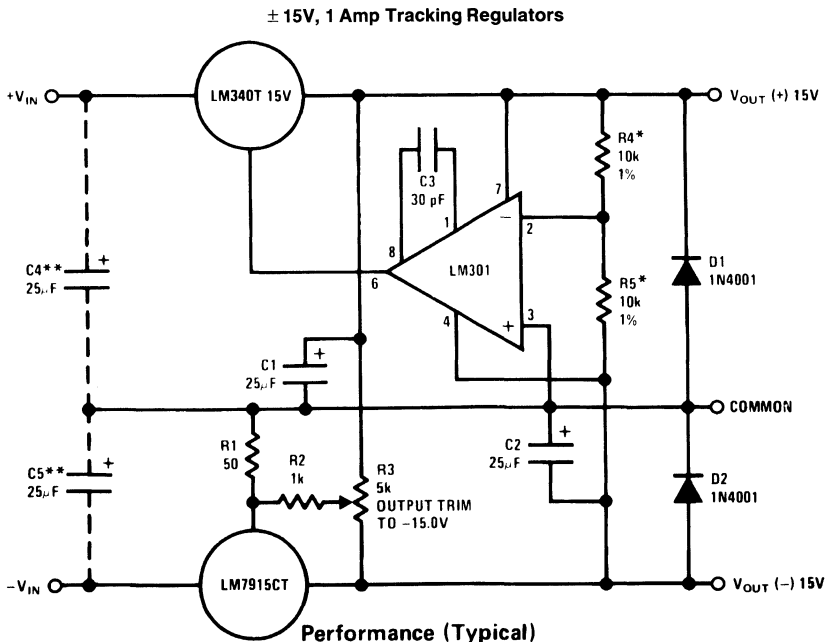 ± 15V, 1 Amp Tracking Regulators
+VIN
LM340T 15V
VOUT (+) 15V
C3
30 pF
R4*
10k
1%
7
1
8
6
LM301
−
2
+
3
4
R5*
10k
1%
D1
1N4001
C4**
+
25µF
C1
+
25µF
COMMON
R1
50
R2
1k
R3
5k
OUTPUT TRIM
TO −15.0V
C2
+
25µF
C5**
+
25µF
D2
1N4001
−VIN
LM7915CT
VOUT (−) 15V
Performance (Typical)